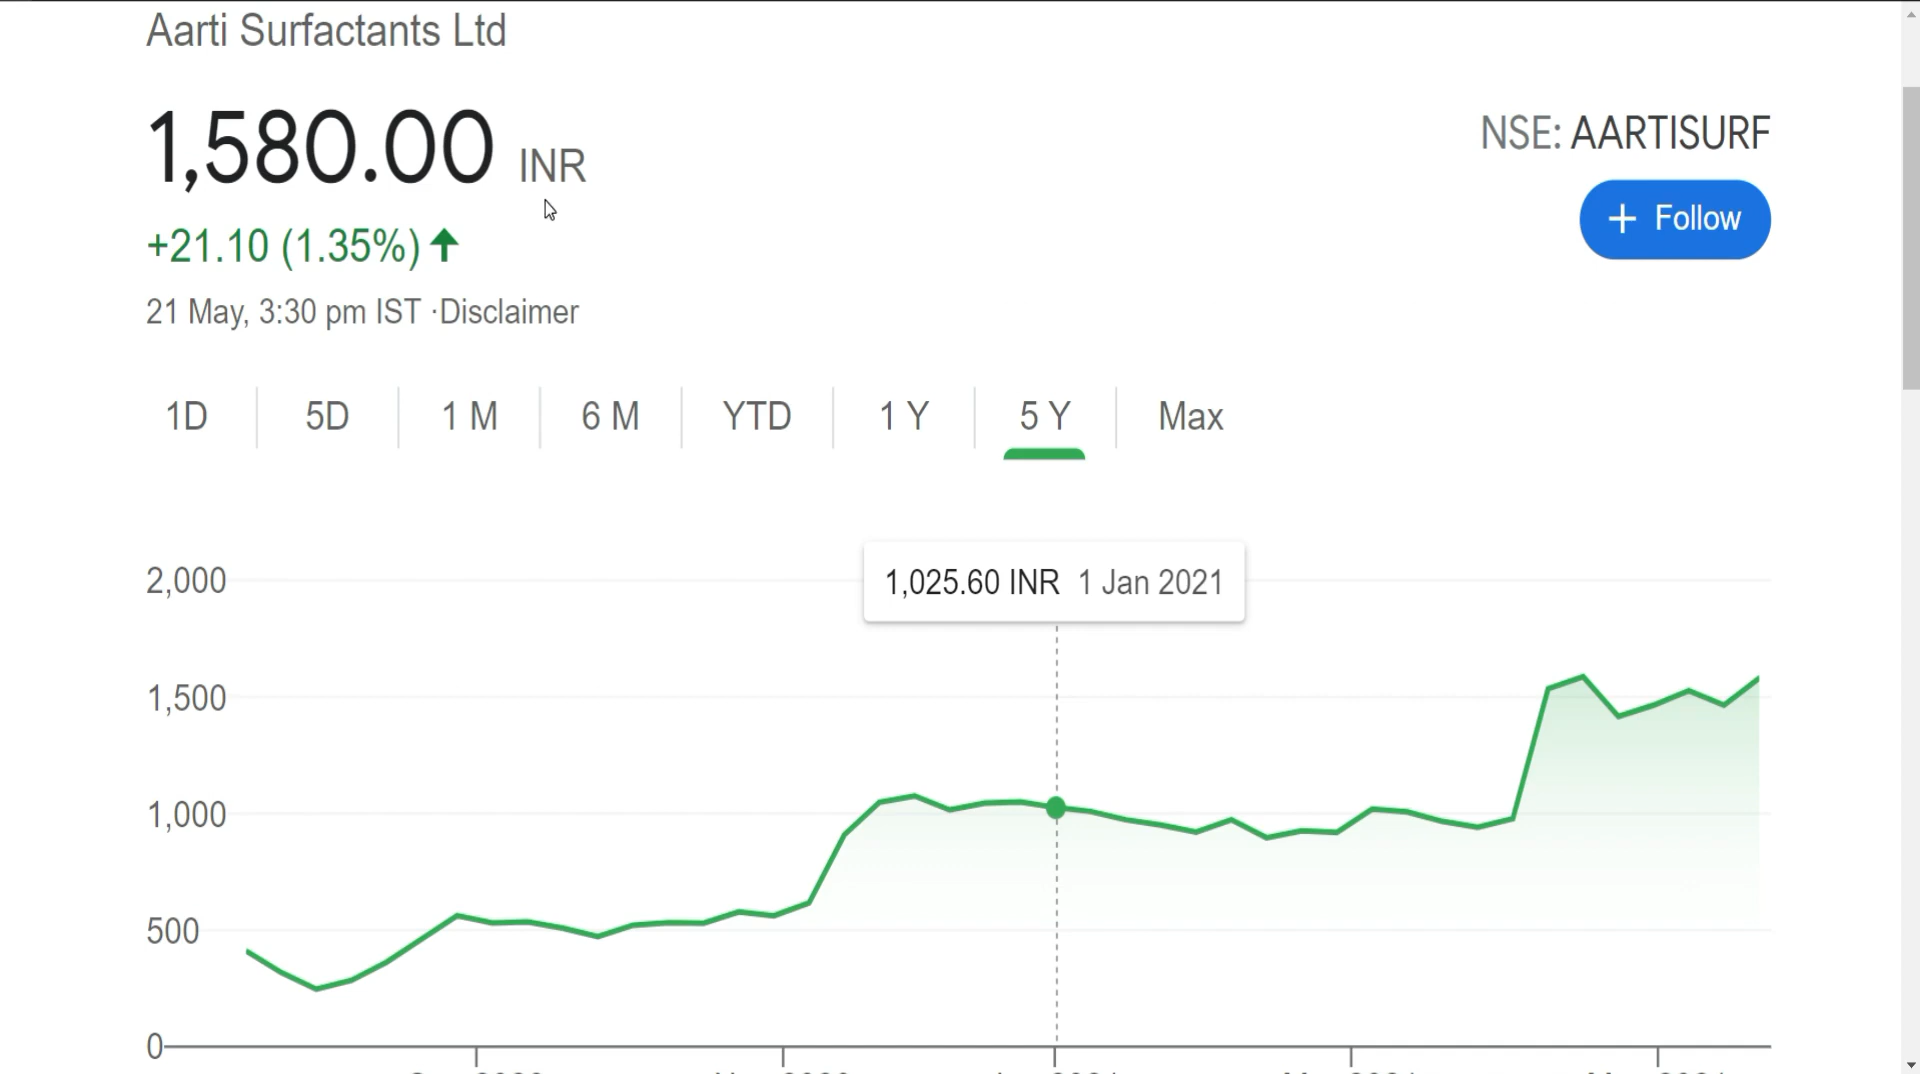 Aarti Surfactants Ltd
1,580.00 INR
NSE: AARTISURF
+ Follow
+21.10 (1.35%)
21 May, 3:30 pm IST ·Disclaimer
1D 5D 1 M 6 M YTD 1 Y 5 Y Max
1,025.60 INR 1 Jan 2021
2,000
1,500
1,000
500
0